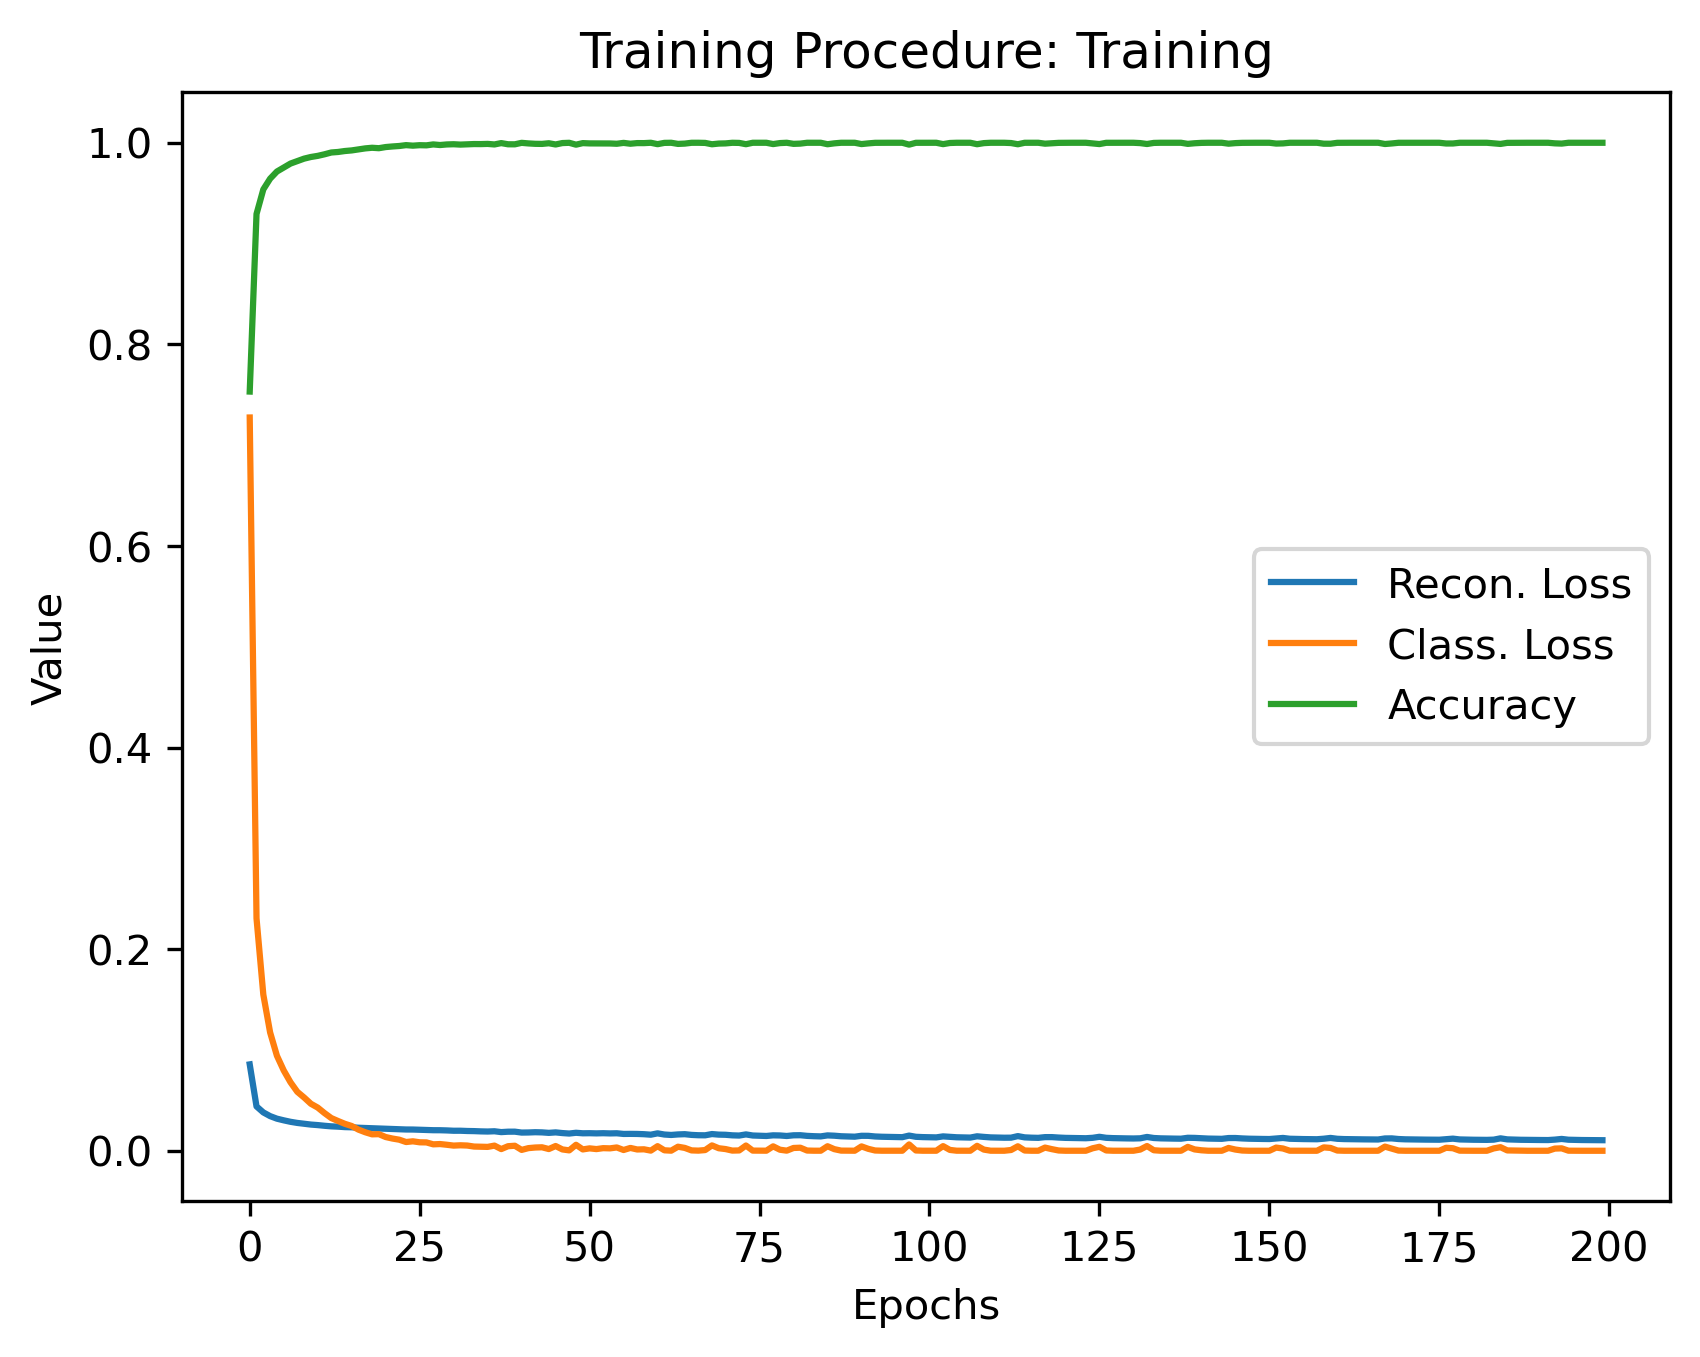 Training Procedure: Training
1.0
0.8
0.6
0.4
0.2
0.0
Value
Recon. Loss
Class. Loss
Accuracy
0 25 50 75 100 125 150 175 200
Epochs